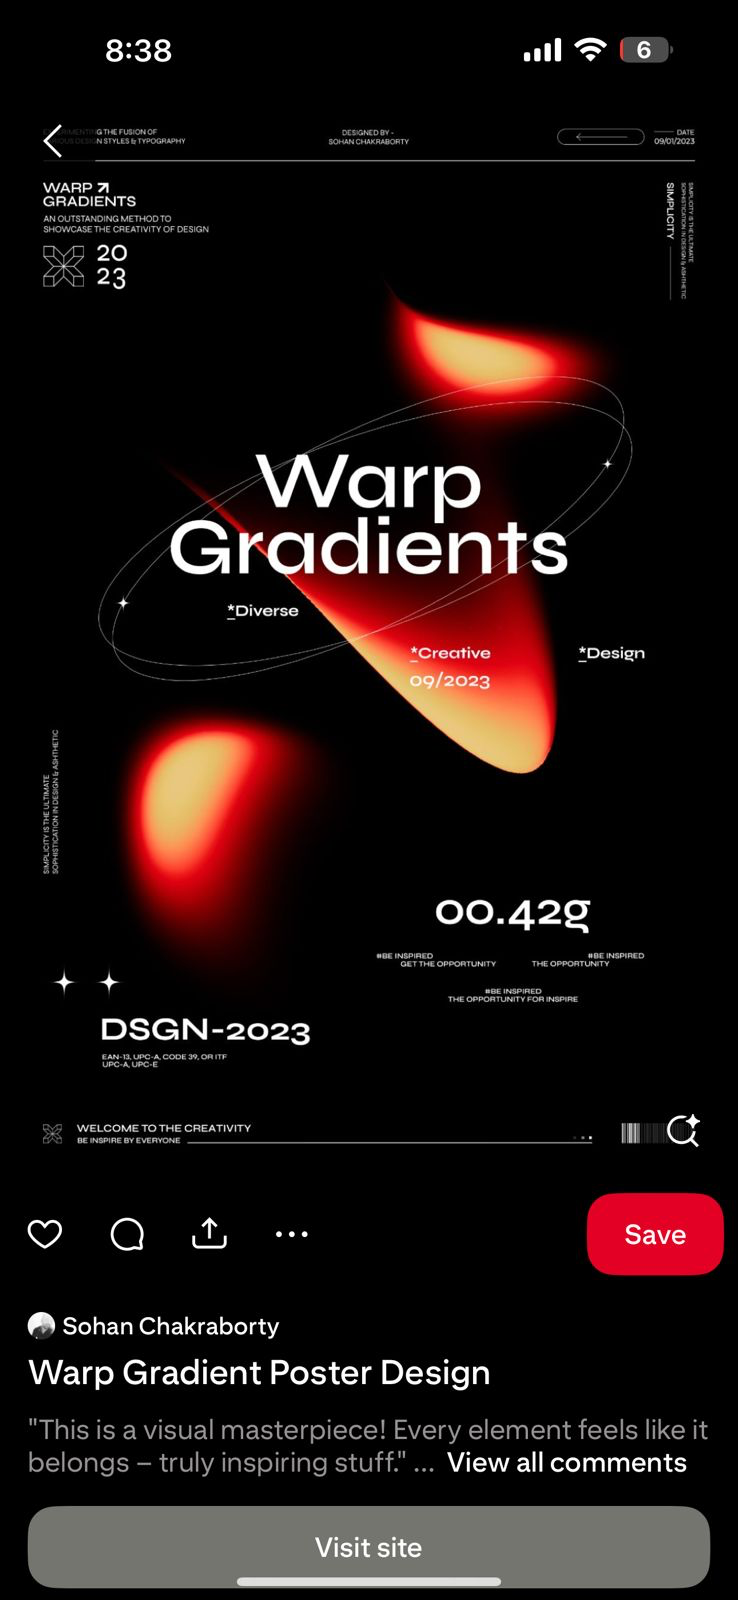 8:38
6
G THE FUSION OF
N STYLES & TYPOGRAPHY
DESIGNED BY -
SOHAN CHAKRABORTY
DATE
09/01/2023
WARP
GRADIENTS
AN OUTSTANDING METHOD TO
SHOWCASE THE CREATIVITY OF DESIGN
20
23
SIMPLICITY
SIMPLICITY IS THE ULTIMATE
SOPHISTICATION IN DESIGN & ASHTHETIC
Warp
Gradients
*Diverse
*Creative
09/2023
*Design
SIMPLICITY IS THE ULTIMATE
SOPHISTICATION IN DESIGN & ASHTHETIC
00.42g
#BE INSPIRED
GET THE OPPORTUNITY
#BE INSPIRED
THE OPPORTUNITY
#BE INSPIRED
THE OPPORTUNITY FOR INSPIRE
DSGN-2023
EAN-13, UPC-A, CODE 39, OR ITF
UPC-A, UPC-E
WELCOME TO THE CREATIVITY
BE INSPIRE BY EVERYONE
Save
Sohan Chakraborty
Warp Gradient Poster Design
"This is a visual masterpiece! Every element feels like it
belongs – truly inspiring stuff." ... View all comments
Visit site